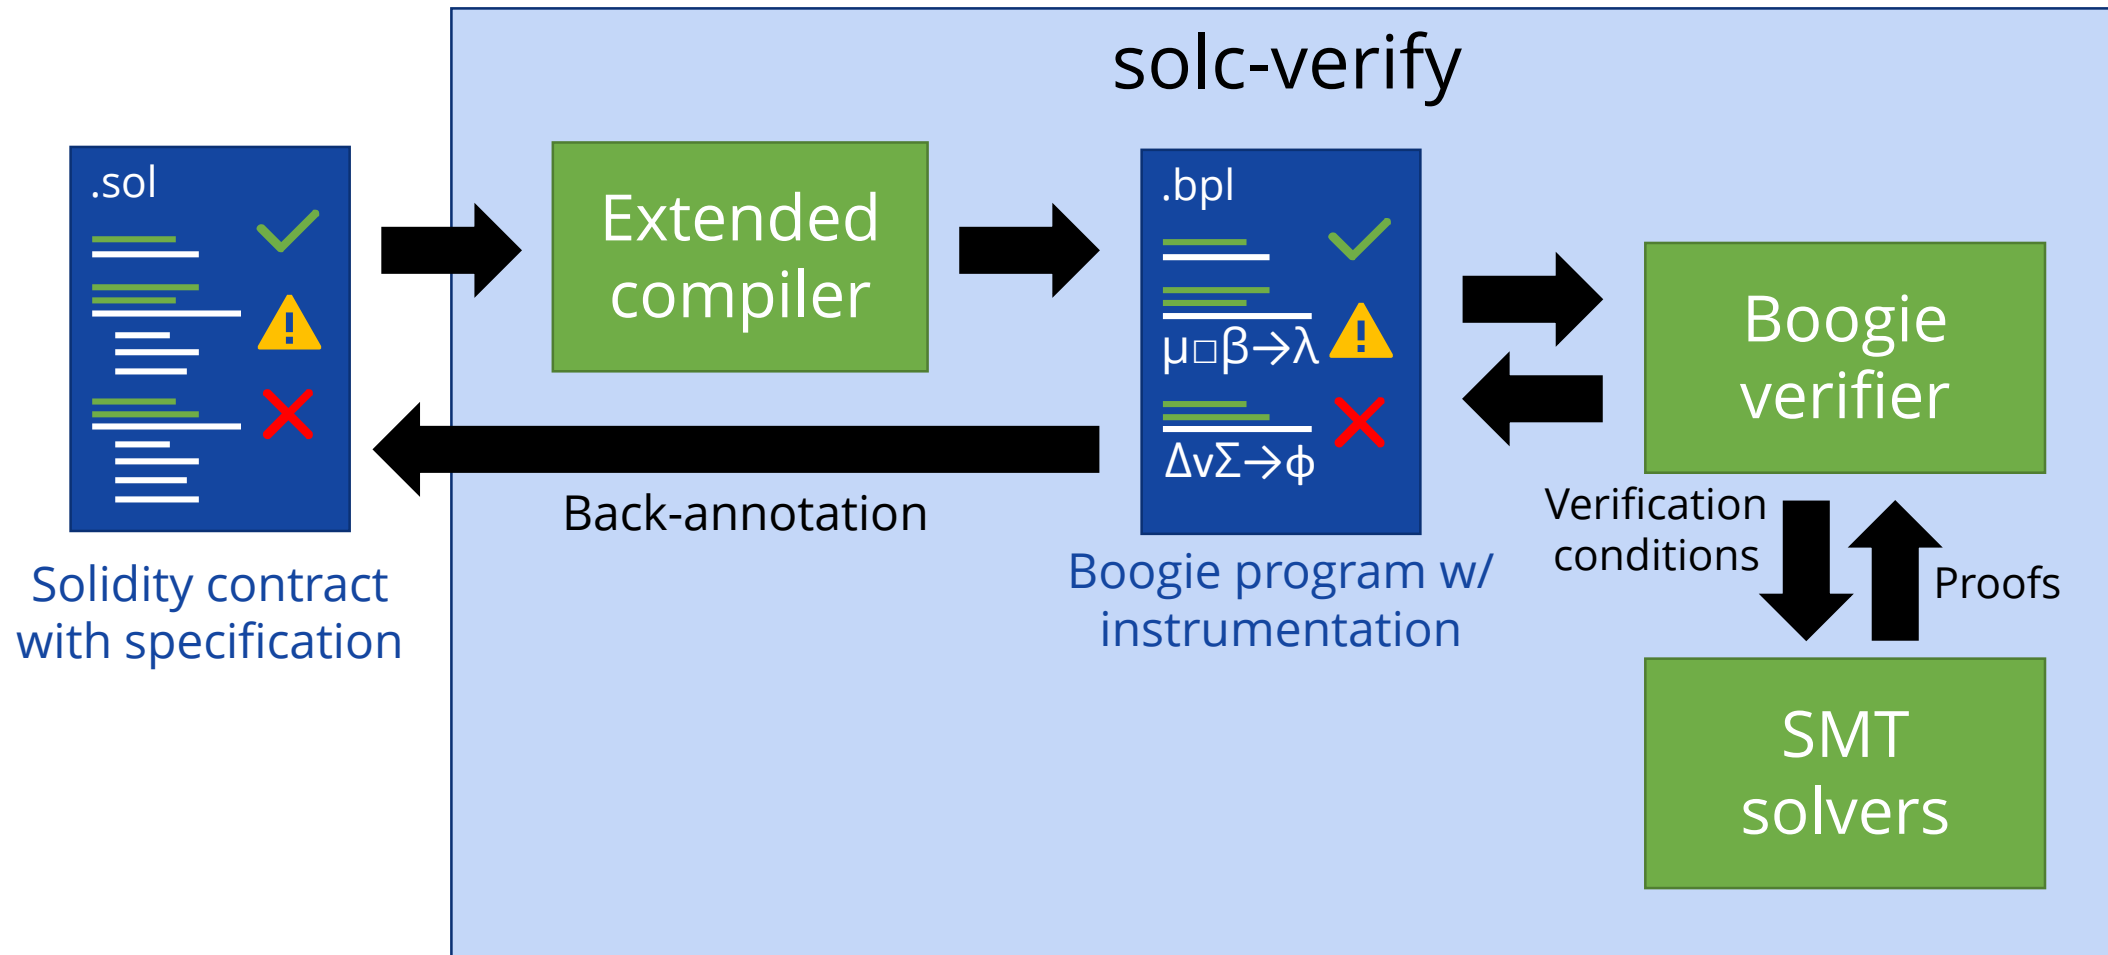 solc-verify
.sol
Extended
compiler
.bpl
μ□β→λ
ΔνΣ→ϕ
Boogie
verifier
Back-annotation
Verification
conditions
Proofs
Solidity contract
with specification
Boogie program w/
instrumentation
SMT
solvers